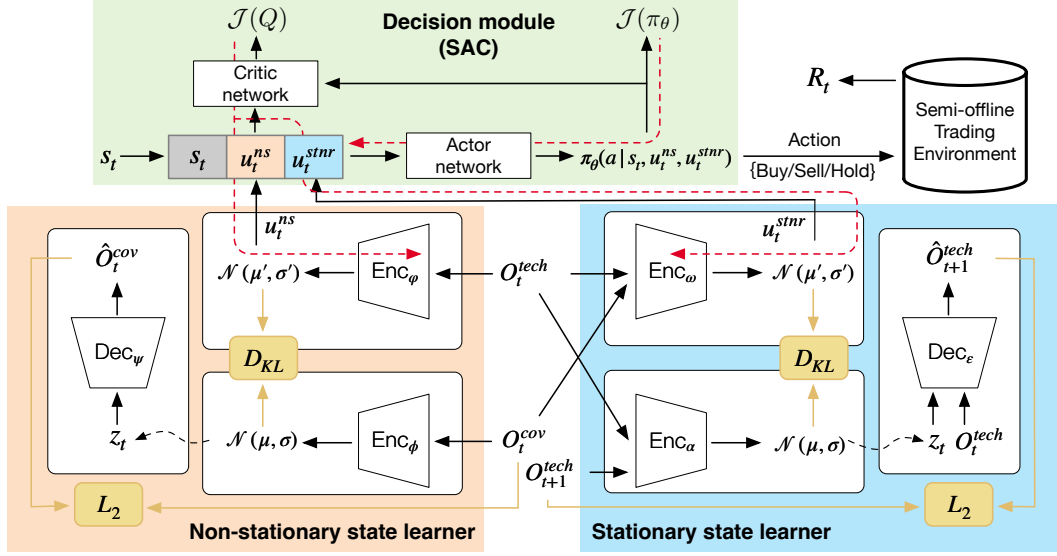 𝒥(Q)
Decision module
(SAC)
𝒥(π_θ)
Critic
network
R_t
Semi-offline
Trading
Environment
s_t
s_t
u_t^{ns}
u_t^{stnr}
Actor
network
π_θ(a | s_t, u_t^{ns}, u_t^{stnr})
Action
{Buy/Sell/Hold}
u_t^{ns}
u_t^{stnr}
Ô_t^{cov}
𝒩(μ′, σ′)
Enc_φ
O_t^{tech}
Enc_ω
𝒩(μ′, σ′)
Ô_{t+1}^{tech}
Dec_ψ
D_{KL}
D_{KL}
Dec_ε
z_t
𝒩(μ, σ)
Enc_ϕ
O_t^{cov}
O_{t+1}^{tech}
Enc_α
𝒩(μ, σ)
z_t
O_t^{tech}
L_2
L_2
Non-stationary state learner
Stationary state learner